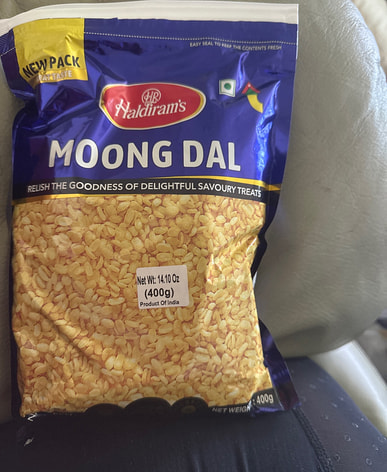 EASY SEAL TO KEEP THE CONTENTS FRESH
NEW PACK
HR
Haldiram's
MOONG DAL
RELISH THE GOODNESS OF DELIGHTFUL SAVOURY TREATS
Net Wt: 14.10 Oz
(400g)
Product Of India
NET WEIGHT: 400g